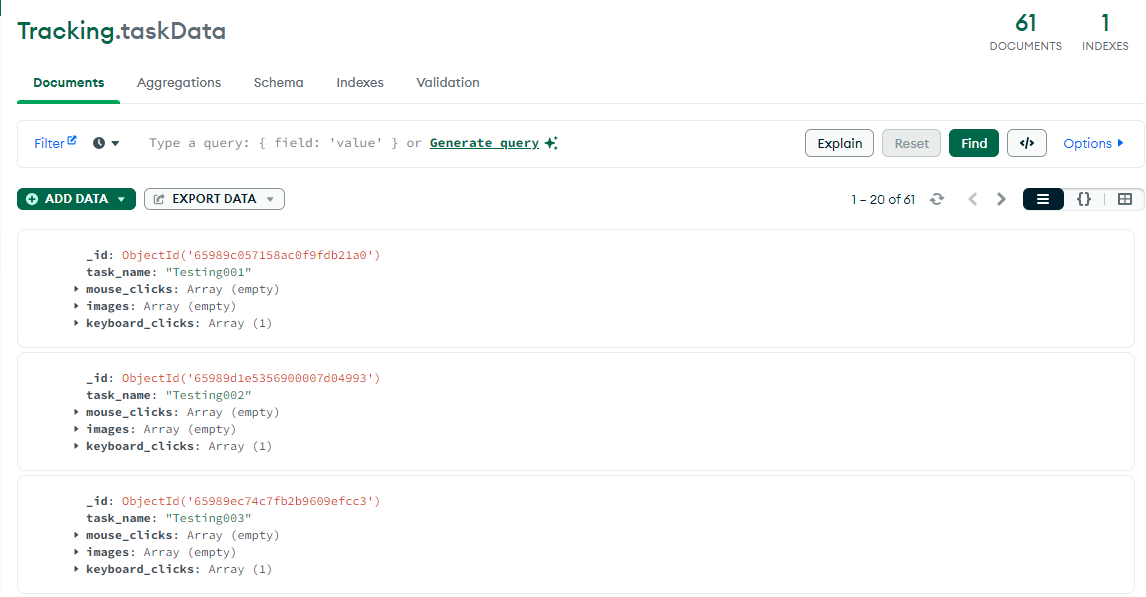 Tracking.taskData
61 1
DOCUMENTS INDEXES
Documents Aggregations Schema Indexes Validation
Filter Type a query: { field: 'value' } or Generate query Explain Reset Find </> Options
ADD DATA EXPORT DATA 1 – 20 of 61 {}
_id: ObjectId('65989c057158ac0f9fdb21a0')
task_name: "Testing001"
mouse_clicks: Array (empty)
images: Array (empty)
keyboard_clicks: Array (1)
_id: ObjectId('65989d1e5356900007d04993')
task_name: "Testing002"
mouse_clicks: Array (empty)
images: Array (empty)
keyboard_clicks: Array (1)
_id: ObjectId('65989ec74c7fb2b9609efcc3')
task_name: "Testing003"
mouse_clicks: Array (empty)
images: Array (empty)
keyboard_clicks: Array (1)